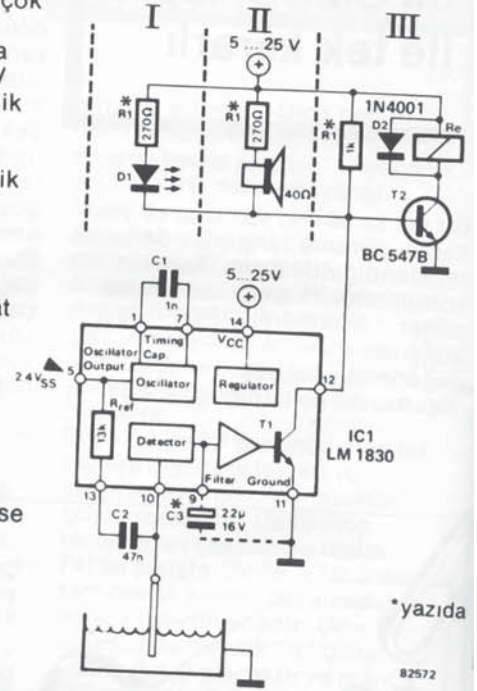 çok
a
ik
ik
at
se
I
II
III
5 ... 25 V
+
*
R1
270Ω
D1
*
R1
270Ω
40Ω
*
R1
1k
1N4001
D2
Re
T2
BC 547B
C1
1n
5...25V
+
1
7
14
Timing
Cap.
VCC
Oscillator
Output
5
2 4 VSS
Oscillator
Regulator
12
Rref
13k
Detector
T1
IC1
LM 1830
Filter
Ground
13
10
9
11
C2
47n
*
C3
22µ
16 V
*yazıda
82572